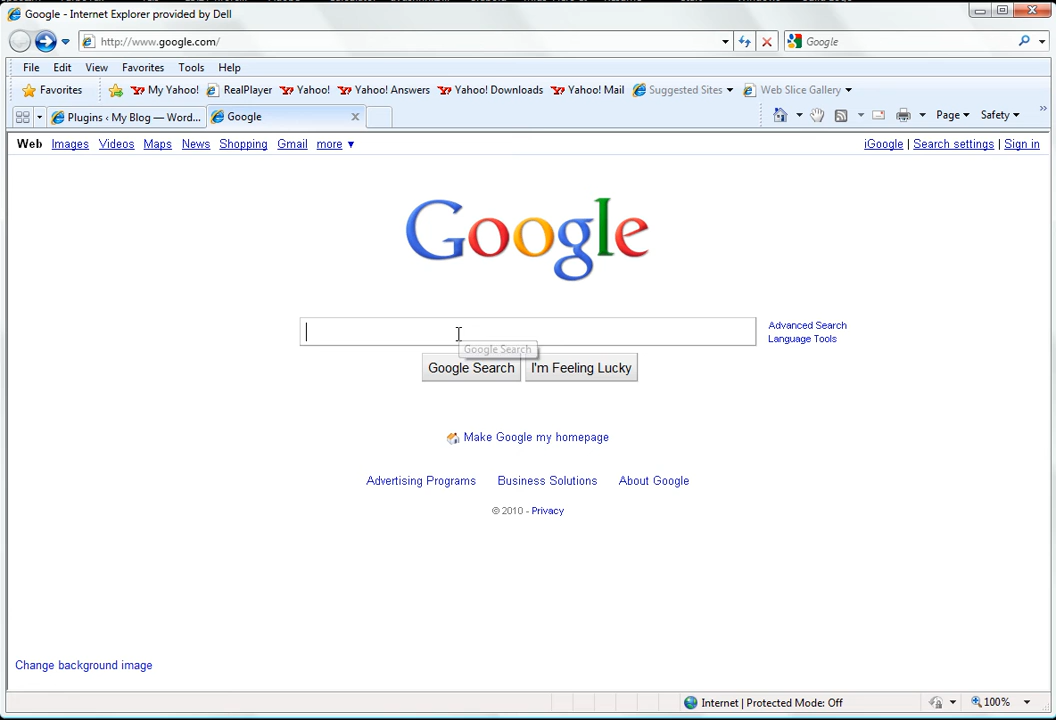 Google - Internet Explorer provided by Dell
http://www.google.com/
Google
File Edit View Favorites Tools Help
Favorites My Yahoo! RealPlayer Yahoo! Yahoo! Answers Yahoo! Downloads Yahoo! Mail Suggested Sites Web Slice Gallery
Plugins ‹ My Blog — Word... Google Page Safety
Web Images Videos Maps News Shopping Gmail more ▼ iGoogle | Search settings | Sign in
Google
Advanced Search
Language Tools
Google Search
Google Search I'm Feeling Lucky
Make Google my homepage
Advertising Programs Business Solutions About Google
© 2010 - Privacy
Change background image
Internet | Protected Mode: Off 100%